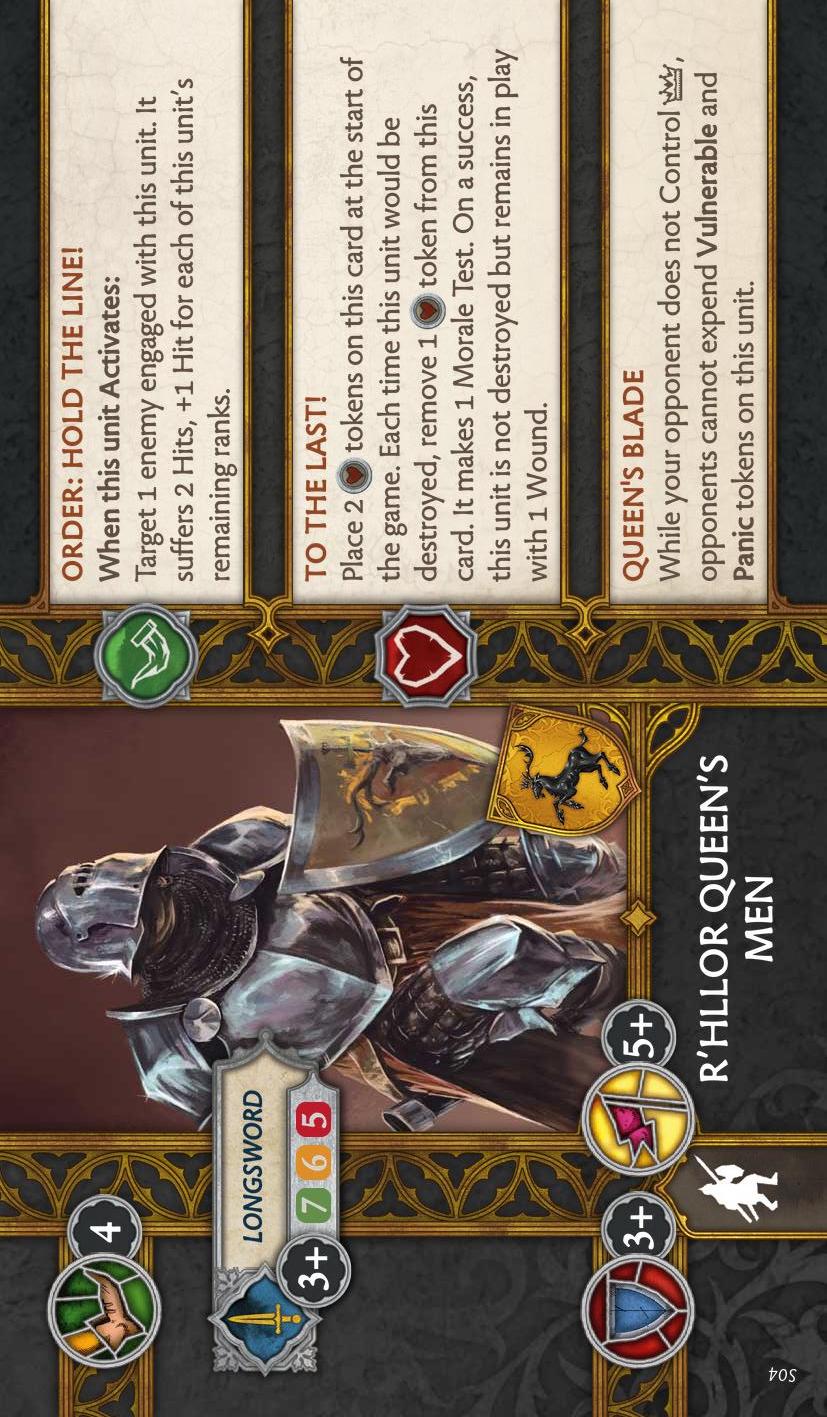 4
LONGSWORD
3+
7 6 5
3+
5+
R'HLLOR QUEEN'S
MEN
S04
ORDER: HOLD THE LINE!
When this unit Activates:
Target 1 enemy engaged with this unit. It
suffers 2 Hits, +1 Hit for each of this unit's
remaining ranks.
TO THE LAST!
Place 2 tokens on this card at the start of
the game. Each time this unit would be
destroyed, remove 1 token from this
card. It makes 1 Morale Test. On a success,
this unit is not destroyed but remains in play
with 1 Wound.
QUEEN'S BLADE
While your opponent does not Control ,
opponents cannot expend Vulnerable and
Panic tokens on this unit.